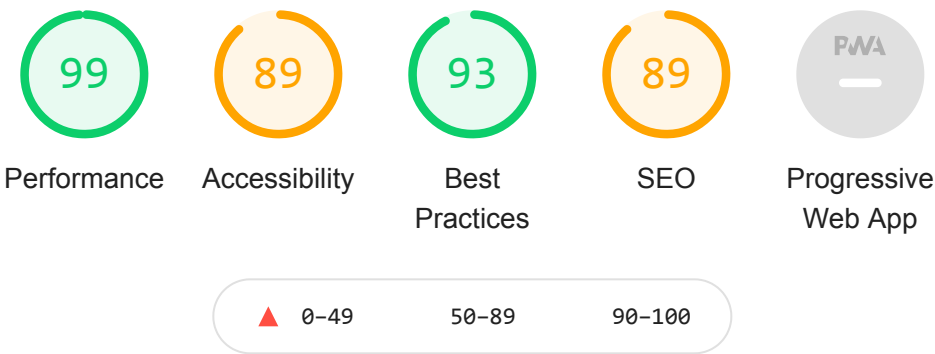 99 89 93 89 PWA
Performance Accessibility Best Practices SEO Progressive Web App
0–49 50–89 90–100